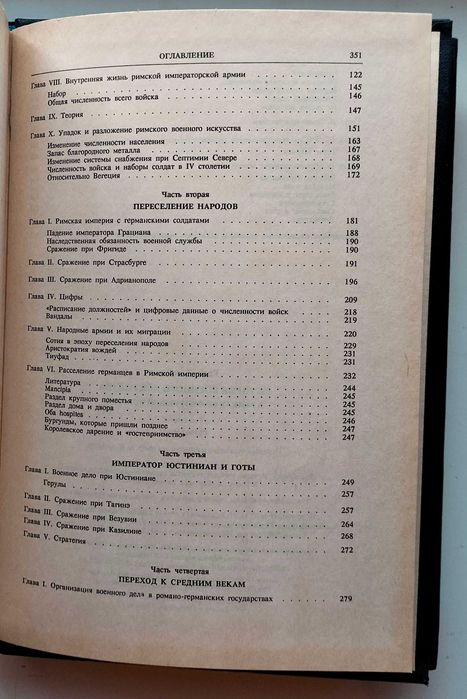 ОГЛАВЛЕНИЕ 351
Глава VIII. Внутренняя жизнь римской императорской армии 122
Набор 145
Общая численность всего войска 146
Глава IX. Теория 147
Глава X. Упадок и разложение римского военного искусства 151
Изменение численности населения 163
Запас благородного металла 167
Изменение системы снабжения при Септимии Севере 168
Численность войска и наборы солдат в IV столетии 169
Относительно Вегеция 172
Часть вторая
ПЕРЕСЕЛЕНИЕ НАРОДОВ
Глава I. Римская империя с германскими солдатами 181
Падение императора Грациана 188
Наследственная обязанность военной службы 190
Сражение при Фригиде 190
Глава II. Сражение при Страсбурге 191
Глава III. Сражение при Адрианополе 196
Глава IV. Цифры 209
«Расписание должностей» и цифровые данные о численности войск 218
Вандалы 219
Глава V. Народные армии и их миграции 220
Сотня в эпоху переселения народов 229
Аристократия вождей 231
Тиуфад 231
Глава VI. Расселение германцев в Римской империи 232
Литература 244
Mancipia 245
Раздел крупного поместья 245
Раздел дома и двора 245
Оба hospites 246
Бургунды, которые пришли позднее 247
Королевское дарение и «гостеприимство» 247
Часть третья
ИМПЕРАТОР ЮСТИНИАН И ГОТЫ
Глава I. Военное дело при Юстиниане 249
Герулы 257
Глава II. Сражение при Тагинэ 257
Глава III. Сражение при Везувии 264
Глава IV. Сражение при Казилине 268
Глава V. Стратегия 272
Часть четвертая
ПЕРЕХОД К СРЕДНИМ ВЕКАМ
Глава I. Организация военного дела в романо-германских государствах 279